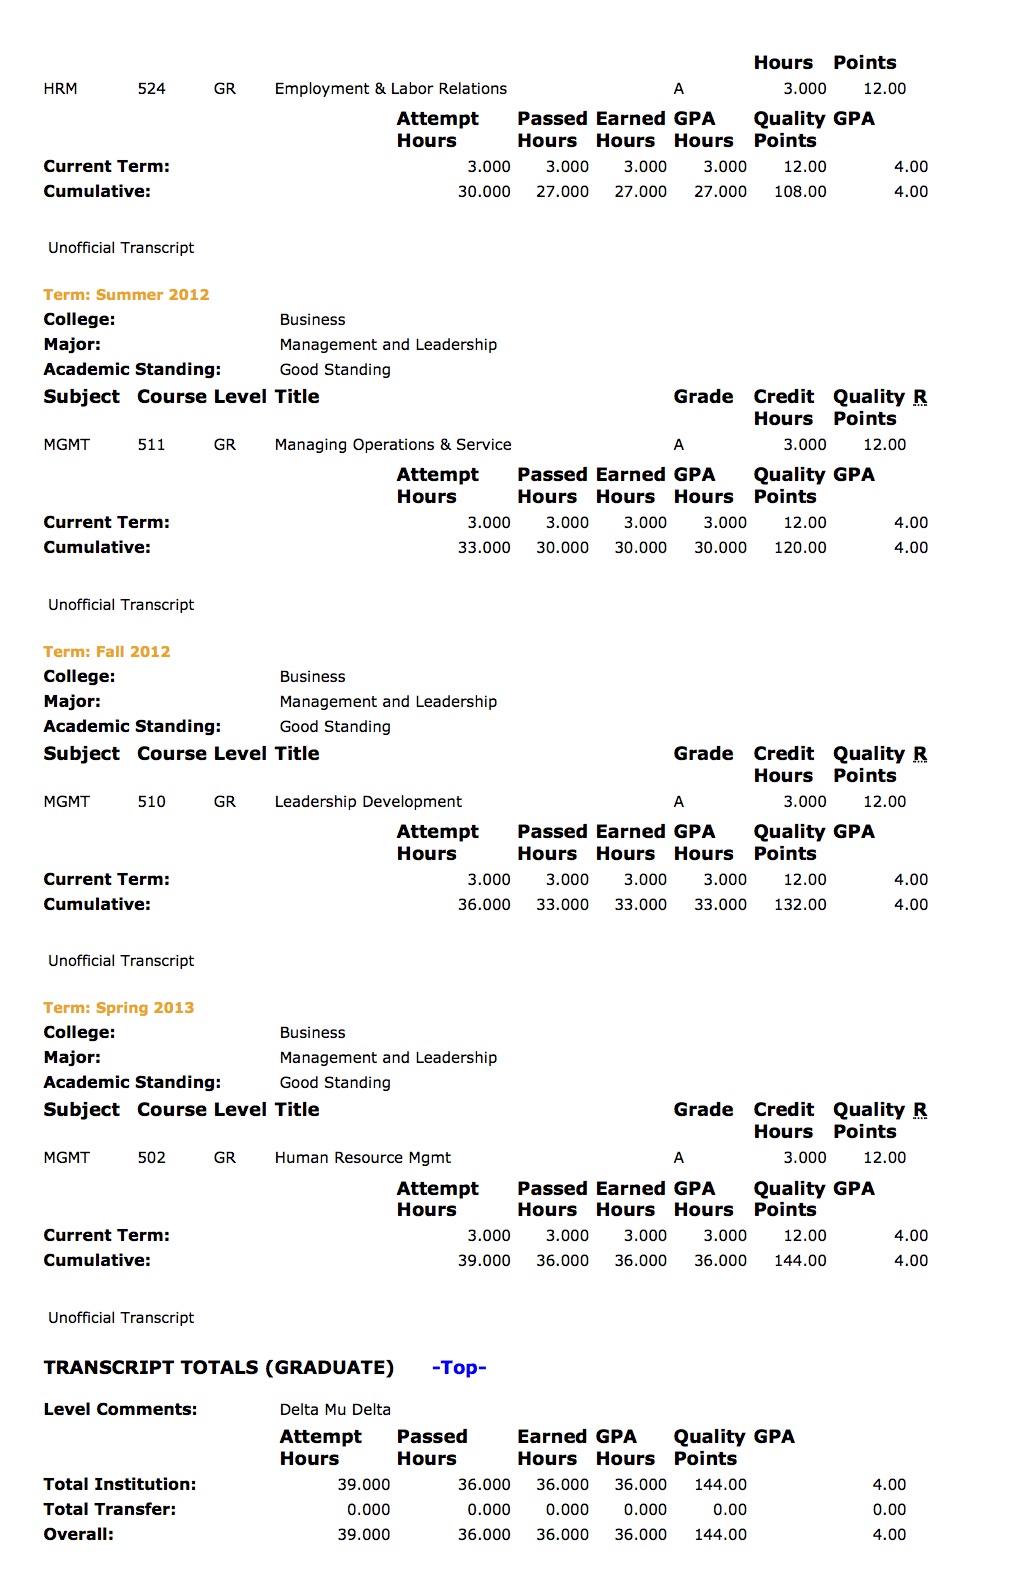 Hours Points
HRM 524 GR Employment & Labor Relations A 3.000 12.00
Attempt Passed Earned GPA Quality GPA
Hours Hours Hours Hours Points
Current Term: 3.000 3.000 3.000 3.000 12.00 4.00
Cumulative: 30.000 27.000 27.000 27.000 108.00 4.00
Unofficial Transcript
Term: Summer 2012
College: Business
Major: Management and Leadership
Academic Standing: Good Standing
Subject Course Level Title Grade Credit Quality R
Hours Points
MGMT 511 GR Managing Operations & Service A 3.000 12.00
Attempt Passed Earned GPA Quality GPA
Hours Hours Hours Hours Points
Current Term: 3.000 3.000 3.000 3.000 12.00 4.00
Cumulative: 33.000 30.000 30.000 30.000 120.00 4.00
Unofficial Transcript
Term: Fall 2012
College: Business
Major: Management and Leadership
Academic Standing: Good Standing
Subject Course Level Title Grade Credit Quality R
Hours Points
MGMT 510 GR Leadership Development A 3.000 12.00
Attempt Passed Earned GPA Quality GPA
Hours Hours Hours Hours Points
Current Term: 3.000 3.000 3.000 3.000 12.00 4.00
Cumulative: 36.000 33.000 33.000 33.000 132.00 4.00
Unofficial Transcript
Term: Spring 2013
College: Business
Major: Management and Leadership
Academic Standing: Good Standing
Subject Course Level Title Grade Credit Quality R
Hours Points
MGMT 502 GR Human Resource Mgmt A 3.000 12.00
Attempt Passed Earned GPA Quality GPA
Hours Hours Hours Hours Points
Current Term: 3.000 3.000 3.000 3.000 12.00 4.00
Cumulative: 39.000 36.000 36.000 36.000 144.00 4.00
Unofficial Transcript
TRANSCRIPT TOTALS (GRADUATE) -Top-
Level Comments: Delta Mu Delta
Attempt Passed Earned GPA Quality GPA
Hours Hours Hours Hours Points
Total Institution: 39.000 36.000 36.000 36.000 144.00 4.00
Total Transfer: 0.000 0.000 0.000 0.000 0.00 0.00
Overall: 39.000 36.000 36.000 36.000 144.00 4.00